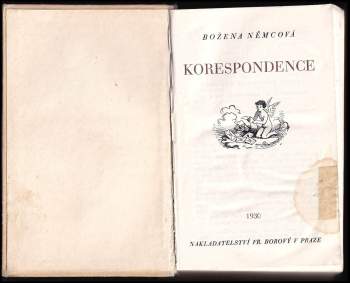 BOŽENA NĚMCOVÁ
KORESPONDENCE
1930
NAKLADATELSTVÍ FR. BOROVÝ V PRAZE